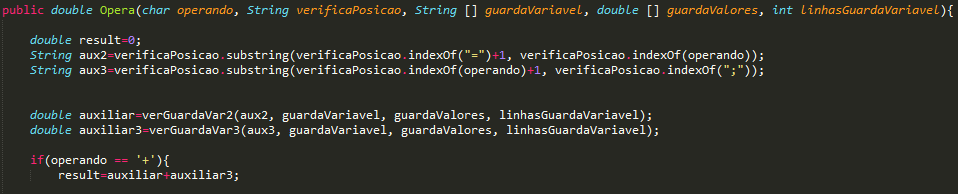 public double Opera(char operando, String verificaPosicao, String [] guardaVariavel, double [] guardaValores, int linhasGuardaVariavel){
double result=0;
String aux2=verificaPosicao.substring(verificaPosicao.indexOf("=")+1, verificaPosicao.indexOf(operando));
String aux3=verificaPosicao.substring(verificaPosicao.indexOf(operando)+1, verificaPosicao.indexOf(";"));
double auxiliar=verGuardaVar2(aux2, guardaVariavel, guardaValores, linhasGuardaVariavel);
double auxiliar3=verGuardaVar3(aux3, guardaVariavel, guardaValores, linhasGuardaVariavel);
if(operando == '+'){
result=auxiliar+auxiliar3;